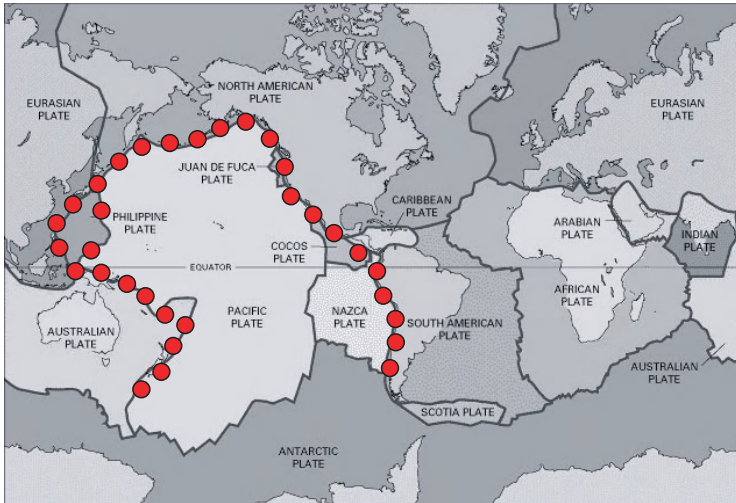 NORTH AMERICAN
PLATE
EURASIAN
PLATE
EURASIAN
PLATE
JUAN DE FUCA
PLATE
CARIBBEAN
PLATE
PHILIPPINE
PLATE
ARABIAN
PLATE
INDIAN
PLATE
COCOS
PLATE
EQUATOR
AFRICAN
PLATE
NAZCA
PLATE
PACIFIC
PLATE
SOUTH AMERICAN
PLATE
AUSTRALIAN
PLATE
AUSTRALIAN
PLATE
SCOTIA PLATE
ANTARCTIC
PLATE